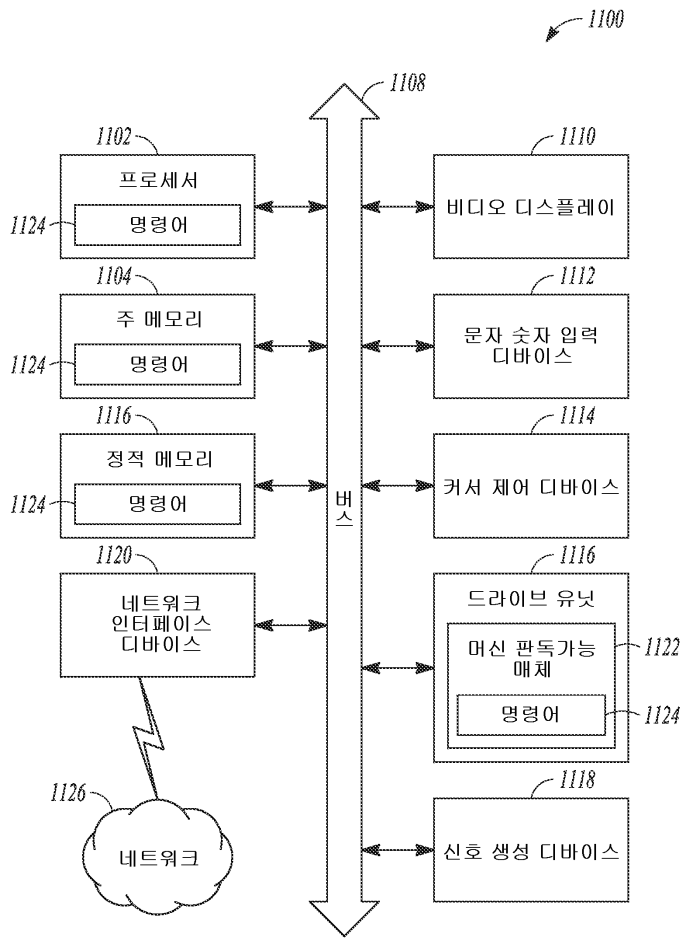 1100
1108
1102
프로세서
1124
명령어
1104
주 메모리
1124
명령어
1116
정적 메모리
1124
명령어
1120
네트워크
인터페이스
디바이스
1126
네트워크
버스
1110
비디오 디스플레이
1112
문자 숫자 입력
디바이스
1114
커서 제어 디바이스
1116
드라이브 유닛
머신 판독가능
매체
1122
명령어
1124
1118
신호 생성 디바이스